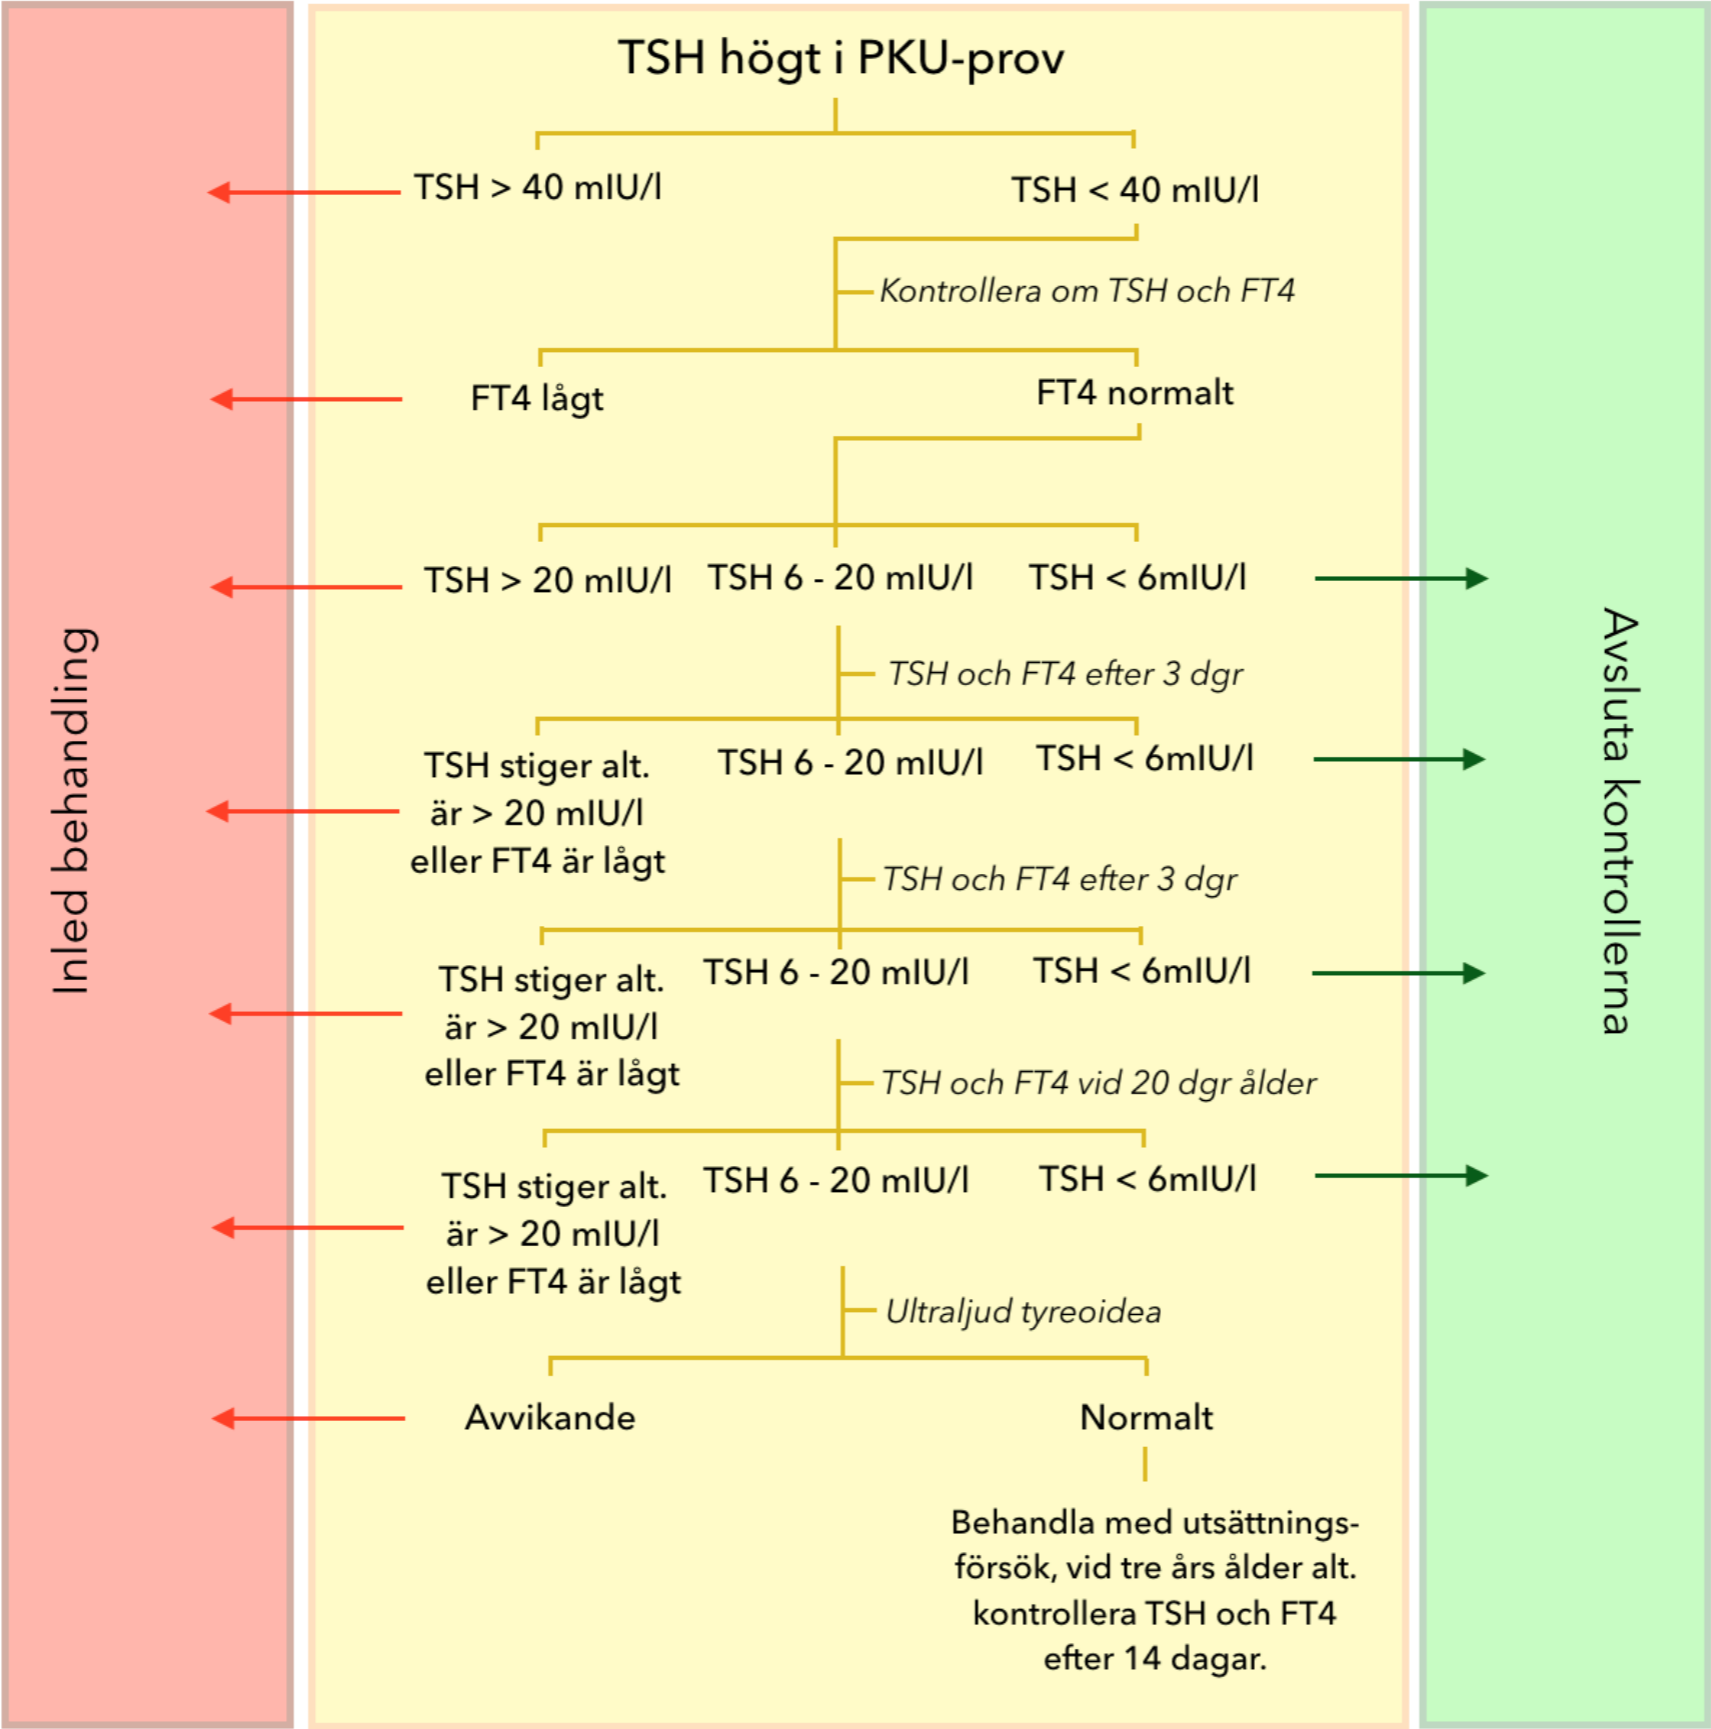 TSH högt i PKU-prov
TSH > 40 mIU/l
TSH < 40 mIU/l
Kontrollera om TSH och FT4
FT4 lågt
FT4 normalt
TSH > 20 mIU/l
TSH 6 - 20 mIU/l
TSH < 6mIU/l
TSH och FT4 efter 3 dgr
TSH stiger alt.
är > 20 mIU/l
eller FT4 är lågt
TSH 6 - 20 mIU/l
TSH < 6mIU/l
TSH och FT4 efter 3 dgr
TSH stiger alt.
är > 20 mIU/l
eller FT4 är lågt
TSH 6 - 20 mIU/l
TSH < 6mIU/l
TSH och FT4 vid 20 dgr ålder
TSH stiger alt.
är > 20 mIU/l
eller FT4 är lågt
TSH 6 - 20 mIU/l
TSH < 6mIU/l
Ultraljud tyreoidea
Avvikande
Normalt
Behandla med utsättnings-
försök, vid tre års ålder alt.
kontrollera TSH och FT4
efter 14 dagar.
Inled behandling
Avsluta kontrollerna